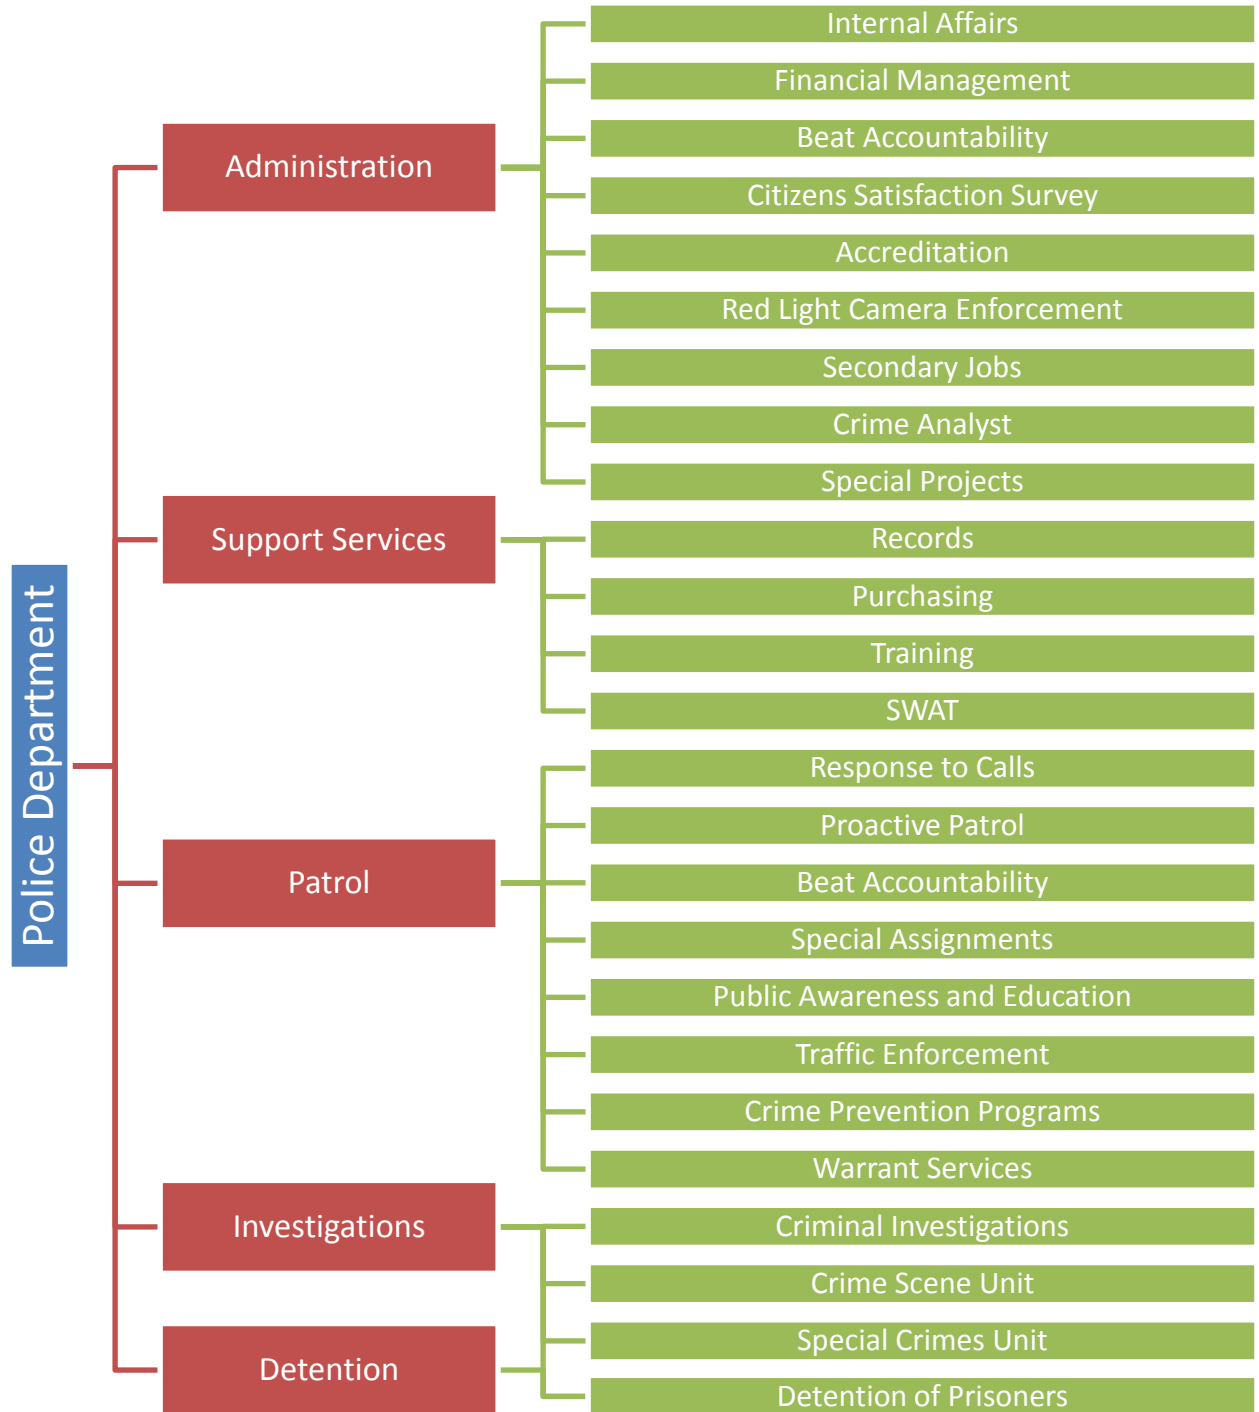 Police Department
Administration
Internal Affairs
Financial Management
Beat Accountability
Citizens Satisfaction Survey
Accreditation
Red Light Camera Enforcement
Secondary Jobs
Crime Analyst
Special Projects
Support Services
Records
Purchasing
Training
SWAT
Patrol
Response to Calls
Proactive Patrol
Beat Accountability
Special Assignments
Public Awareness and Education
Traffic Enforcement
Crime Prevention Programs
Warrant Services
Investigations
Criminal Investigations
Crime Scene Unit
Special Crimes Unit
Detention
Detention of Prisoners